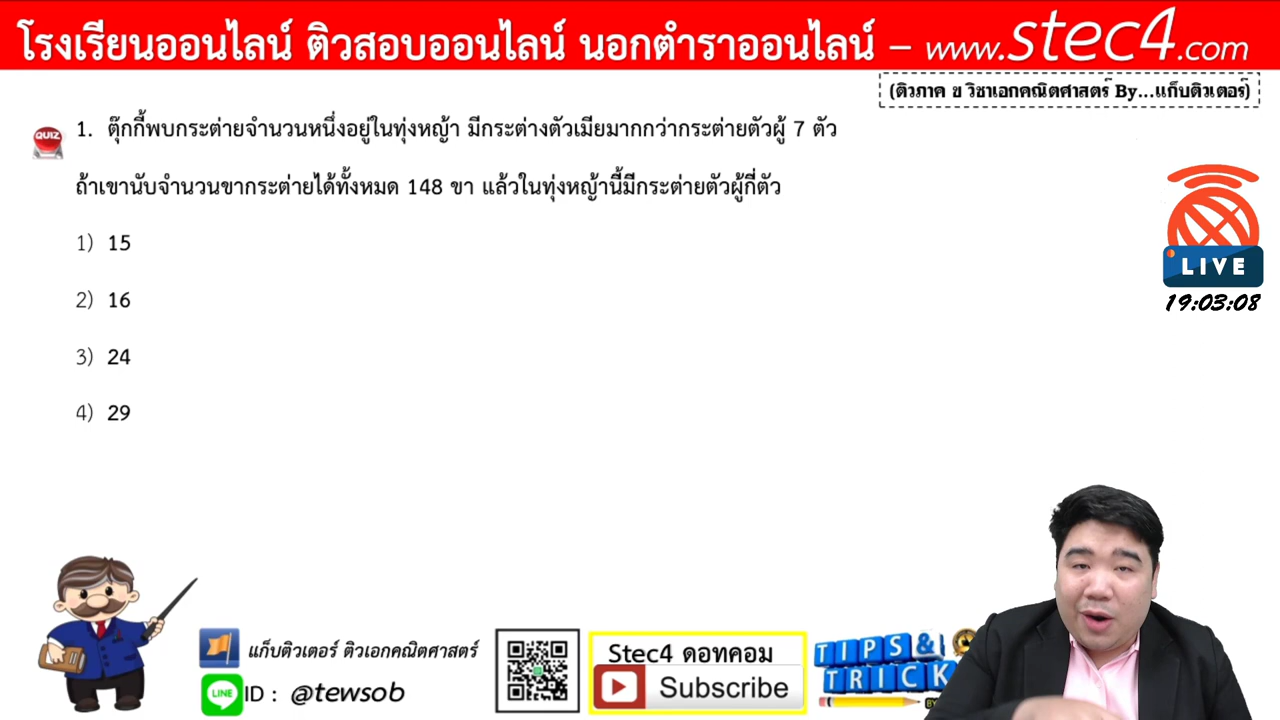 โรงเรียนออนไลน์ ติวสอบออนไลน์ นอกตำราออนไลน์ – www.stec4.com
(ติวภาค ข วิชาเอกคณิตศาสตร์ By...แก็บติวเตอร์)
QUIZ
1. ตุ๊กกี้พบกระต่ายจำนวนหนึ่งอยู่ในทุ่งหญ้า มีกระต่างตัวเมียมากกว่ากระต่ายตัวผู้ 7 ตัว
ถ้าเขานับจำนวนขากระต่ายได้ทั้งหมด 148 ขา แล้วในทุ่งหญ้านี้มีกระต่ายตัวผู้กี่ตัว
1) 15
2) 16
3) 24
4) 29
LIVE
19:03:08
แก็บติวเตอร์ ติวเอกคณิตศาสตร์
LINE ID : @tewsob
Stec4 ดอทคอม
Subscribe
TIPS &
TRICK
BY